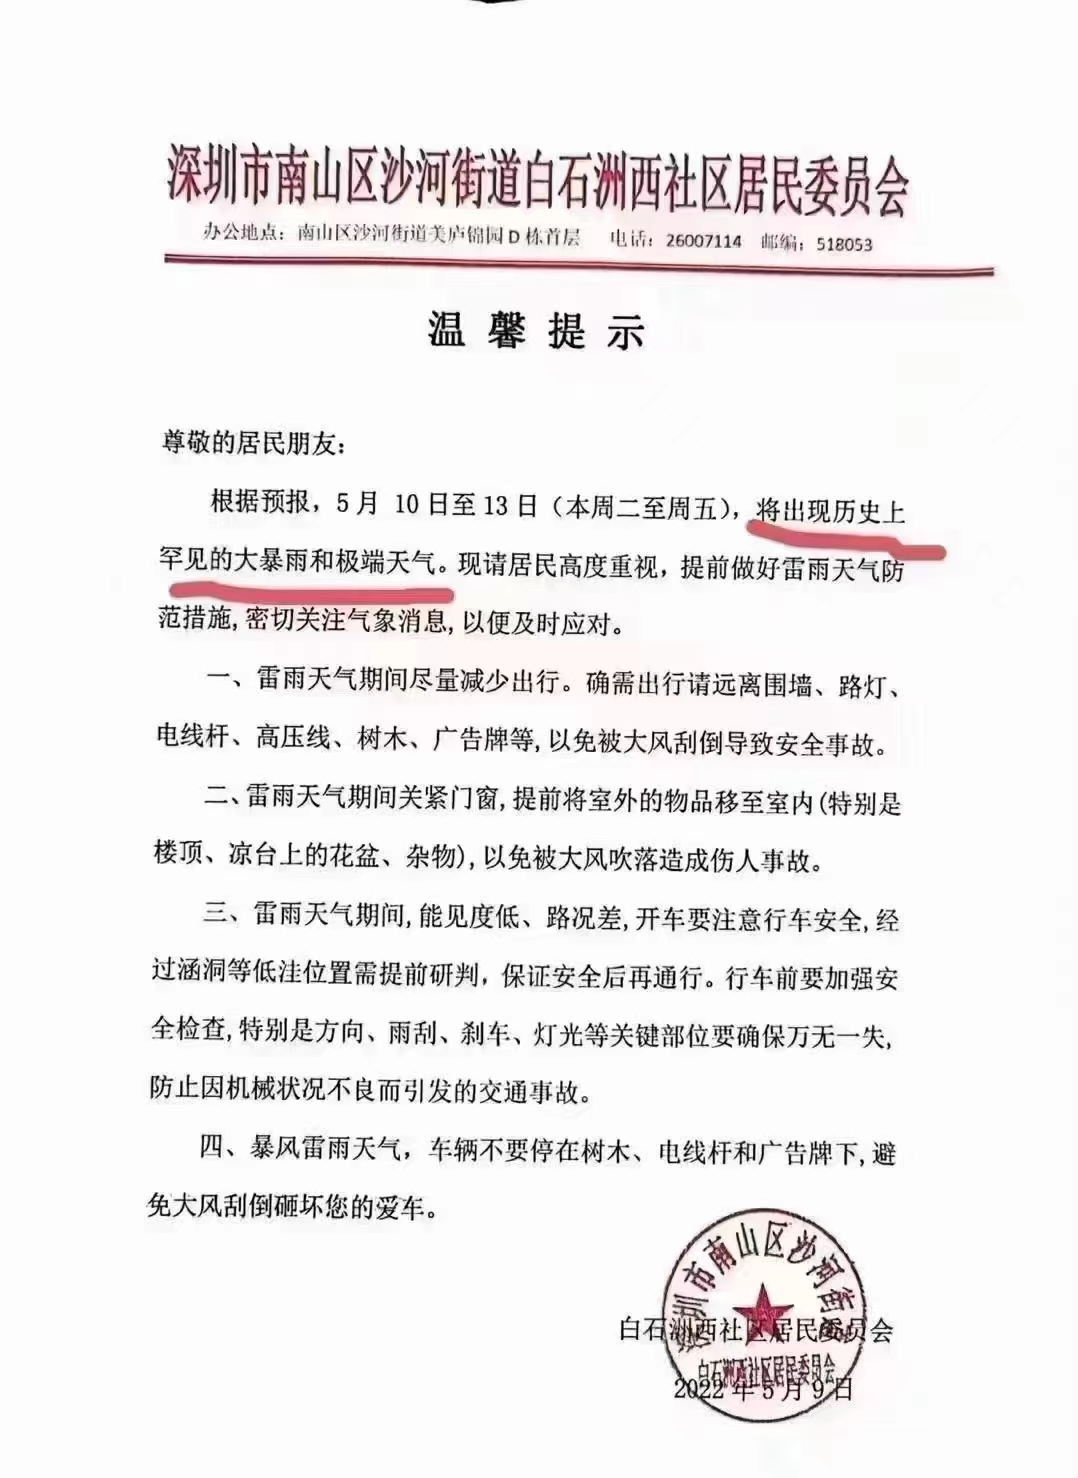 深圳市南山区沙河街道白石洲西社区居民委员会
办公地点：南山区沙河街道美庐锦园 D 栋首层 电话：26007114 邮编：518053
温馨提示
尊敬的居民朋友：
根据预报，5 月 10 日至 13 日（本周二至周五），将出现历史上
罕见的大暴雨和极端天气。现请居民高度重视，提前做好雷雨天气防
范措施,密切关注气象消息,以便及时应对。
一、雷雨天气期间尽量减少出行。确需出行请远离围墙、路灯、
电线杆、高压线、树木、广告牌等,以免被大风刮倒导致安全事故。
二、雷雨天气期间关紧门窗,提前将室外的物品移至室内(特别是
楼顶、凉台上的花盆、杂物),以免被大风吹落造成伤人事故。
三、雷雨天气期间,能见度低、路况差,开车要注意行车安全,经
过涵洞等低洼位置需提前研判，保证安全后再通行。行车前要加强安
全检查,特别是方向、雨刮、刹车、灯光等关键部位要确保万无一失,
防止因机械状况不良而引发的交通事故。
四、暴风雷雨天气，车辆不要停在树木、电线杆和广告牌下,避
免大风刮倒砸坏您的爱车。
深圳市南山区沙河街道
白石洲西社区居民委员会
白石洲西社区居民委员会
2022 年 5 月 9 日